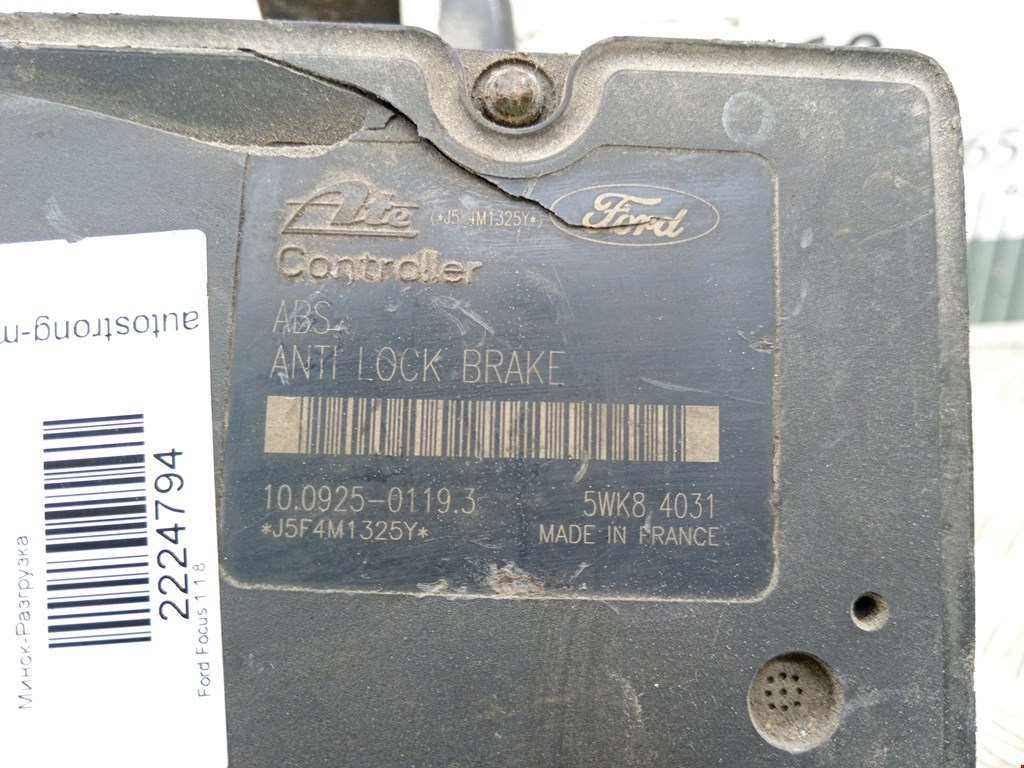 Ate (*J5F4M1325Y*) Ford
Controller
ABS
ANTI LOCK BRAKE
10.0925-0119.3 5WK8 4031
*J5F4M1325Y* MADE IN FRANCE
autostrong-m
Минск-Разгрузка
2224794
Ford Focus 1 1.8